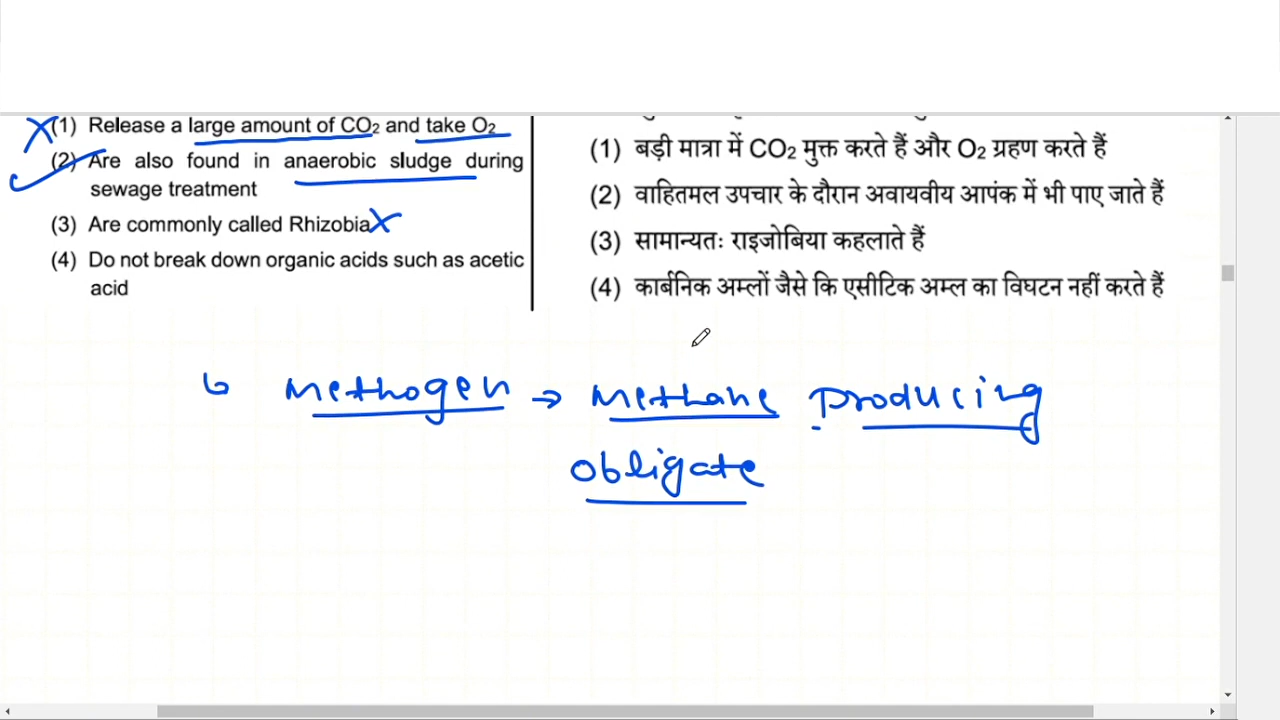 (1) Release a large amount of CO2 and take O2
(2) Are also found in anaerobic sludge during
sewage treatment
(3) Are commonly called Rhizobia
(4) Do not break down organic acids such as acetic
acid
(1) बड़ी मात्रा में CO2 मुक्त करते हैं और O2 ग्रहण करते हैं
(2) वाहितमल उपचार के दौरान अवायवीय आपंक में भी पाए जाते हैं
(3) सामान्यतः राइजोबिया कहलाते हैं
(4) कार्बनिक अम्लों जैसे कि एसीटिक अम्ल का विघटन नहीं करते हैं
↳ Methogen → Methane producing
obligate